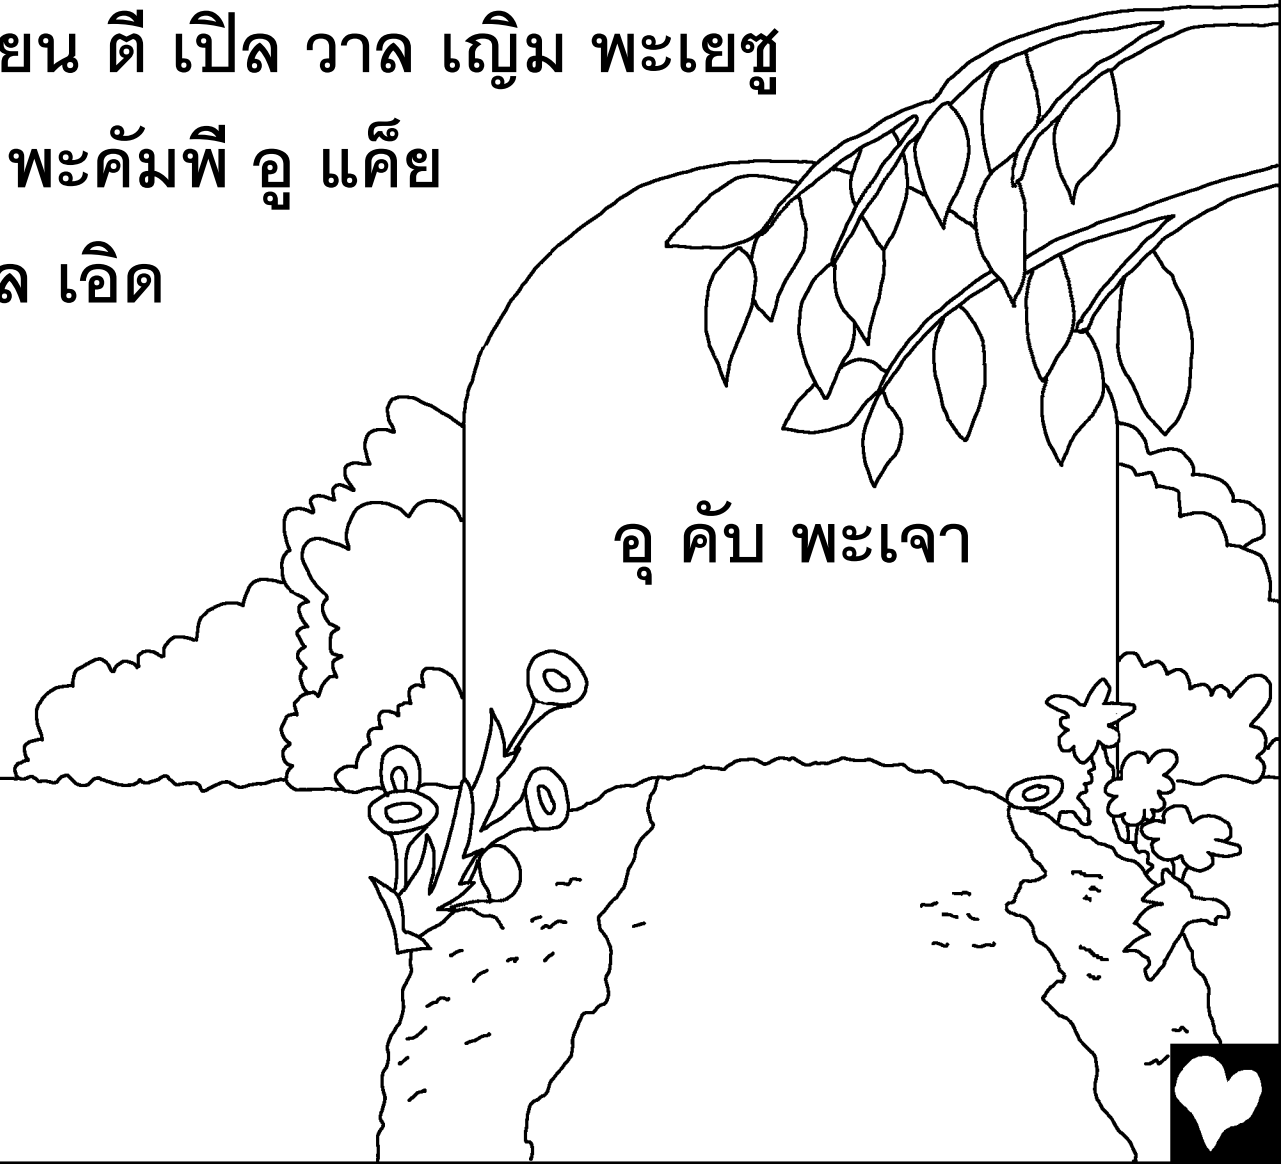 ยน ตี เปิล วาล เญิม พะเยซู
พะคัมพี อู แค็ย
ล เอิด
อุ คับ พะเจา